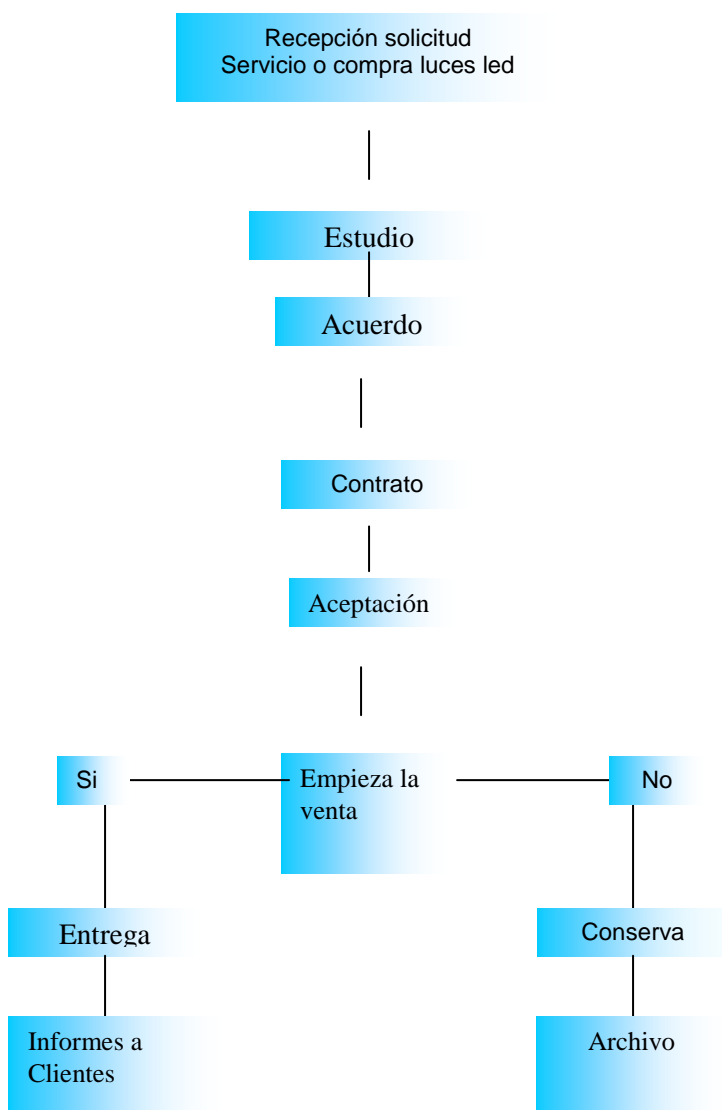 Recepción solicitud
Servicio o compra luces led
Estudio
Acuerdo
Contrato
Aceptación
Si
Empieza la
venta
No
Entrega
Conserva
Informes a
Clientes
Archivo